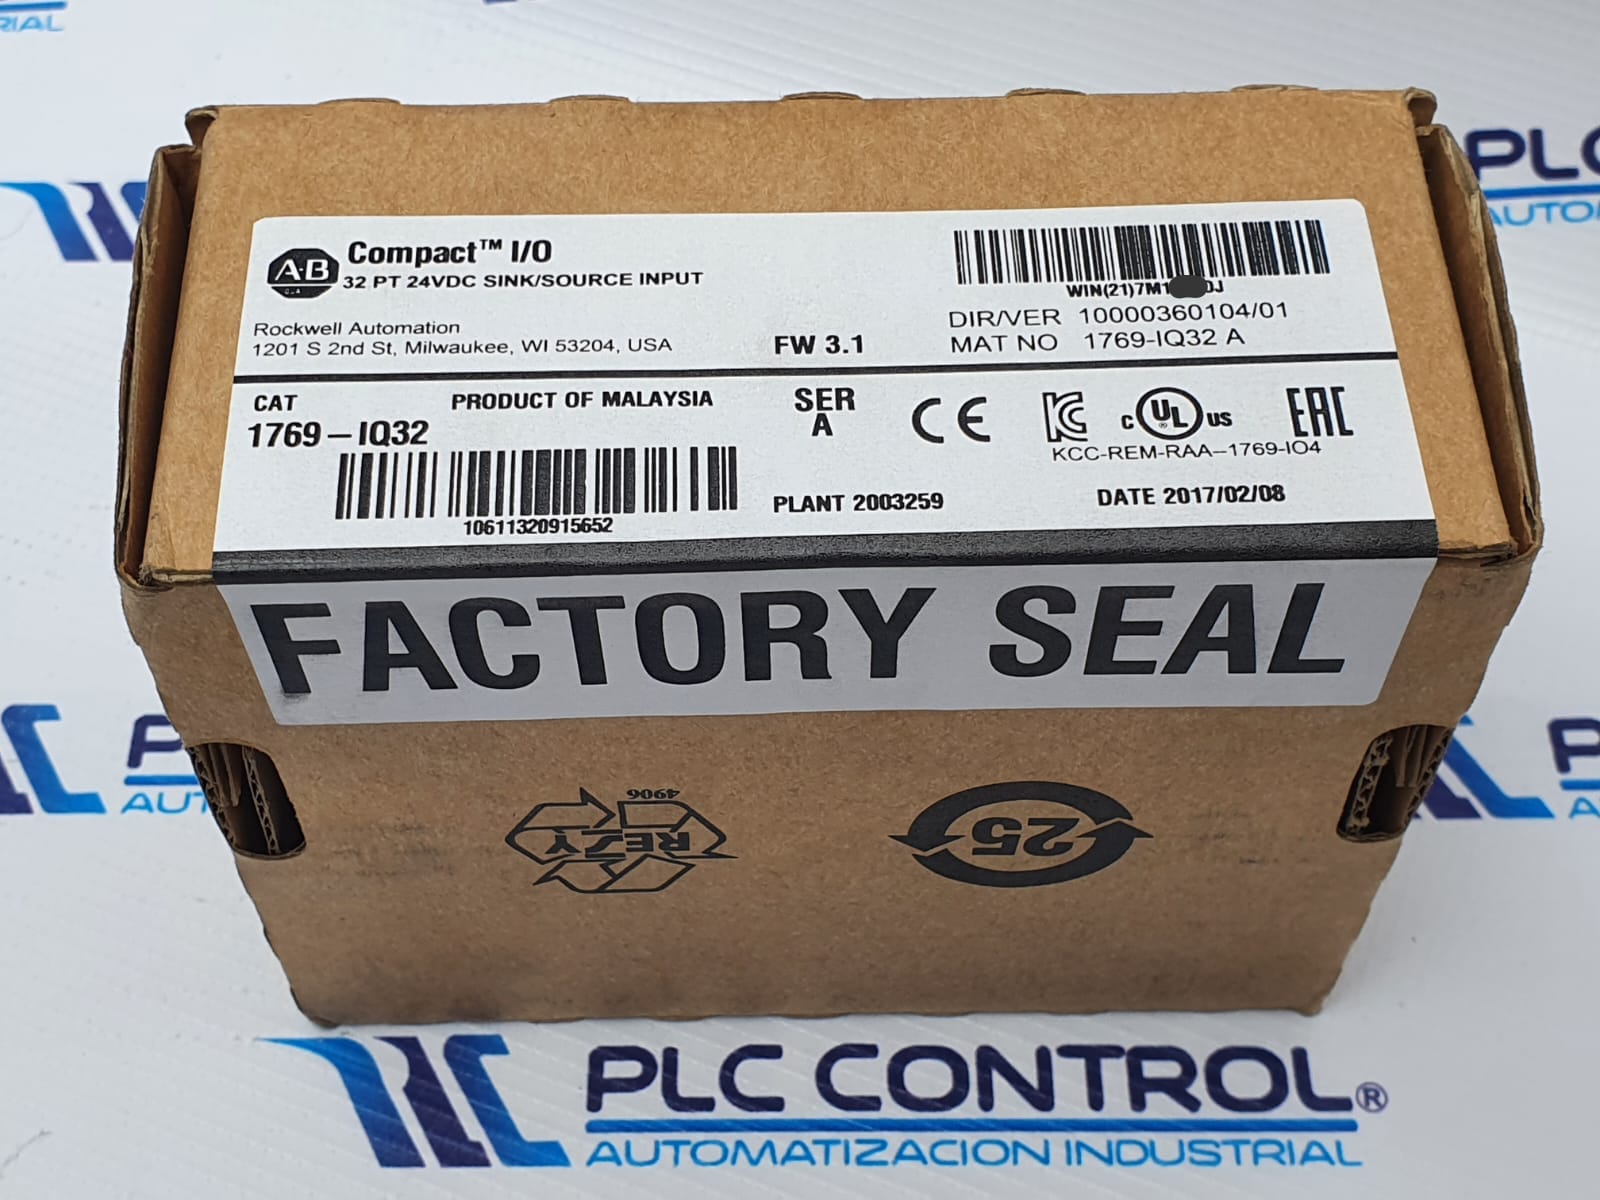 A-B
Compact™ I/O
32 PT 24VDC SINK/SOURCE INPUT
Rockwell Automation
1201 S 2nd St, Milwaukee, WI 53204, USA
FW 3.1
DIR/VER 10000360104/01
MAT NO 1769-IQ32 A
CAT
1769-IQ32
PRODUCT OF MALAYSIA
SER
A
CE
c UL® us
EAC
KCC-REM-RAA-1769-IO4
10611320915652
PLANT 2003259
DATE 2017/02/08
FACTORY SEAL
4906
RESY
25
PLC CONTROL®
AUTOMATIZACION INDUSTRIAL